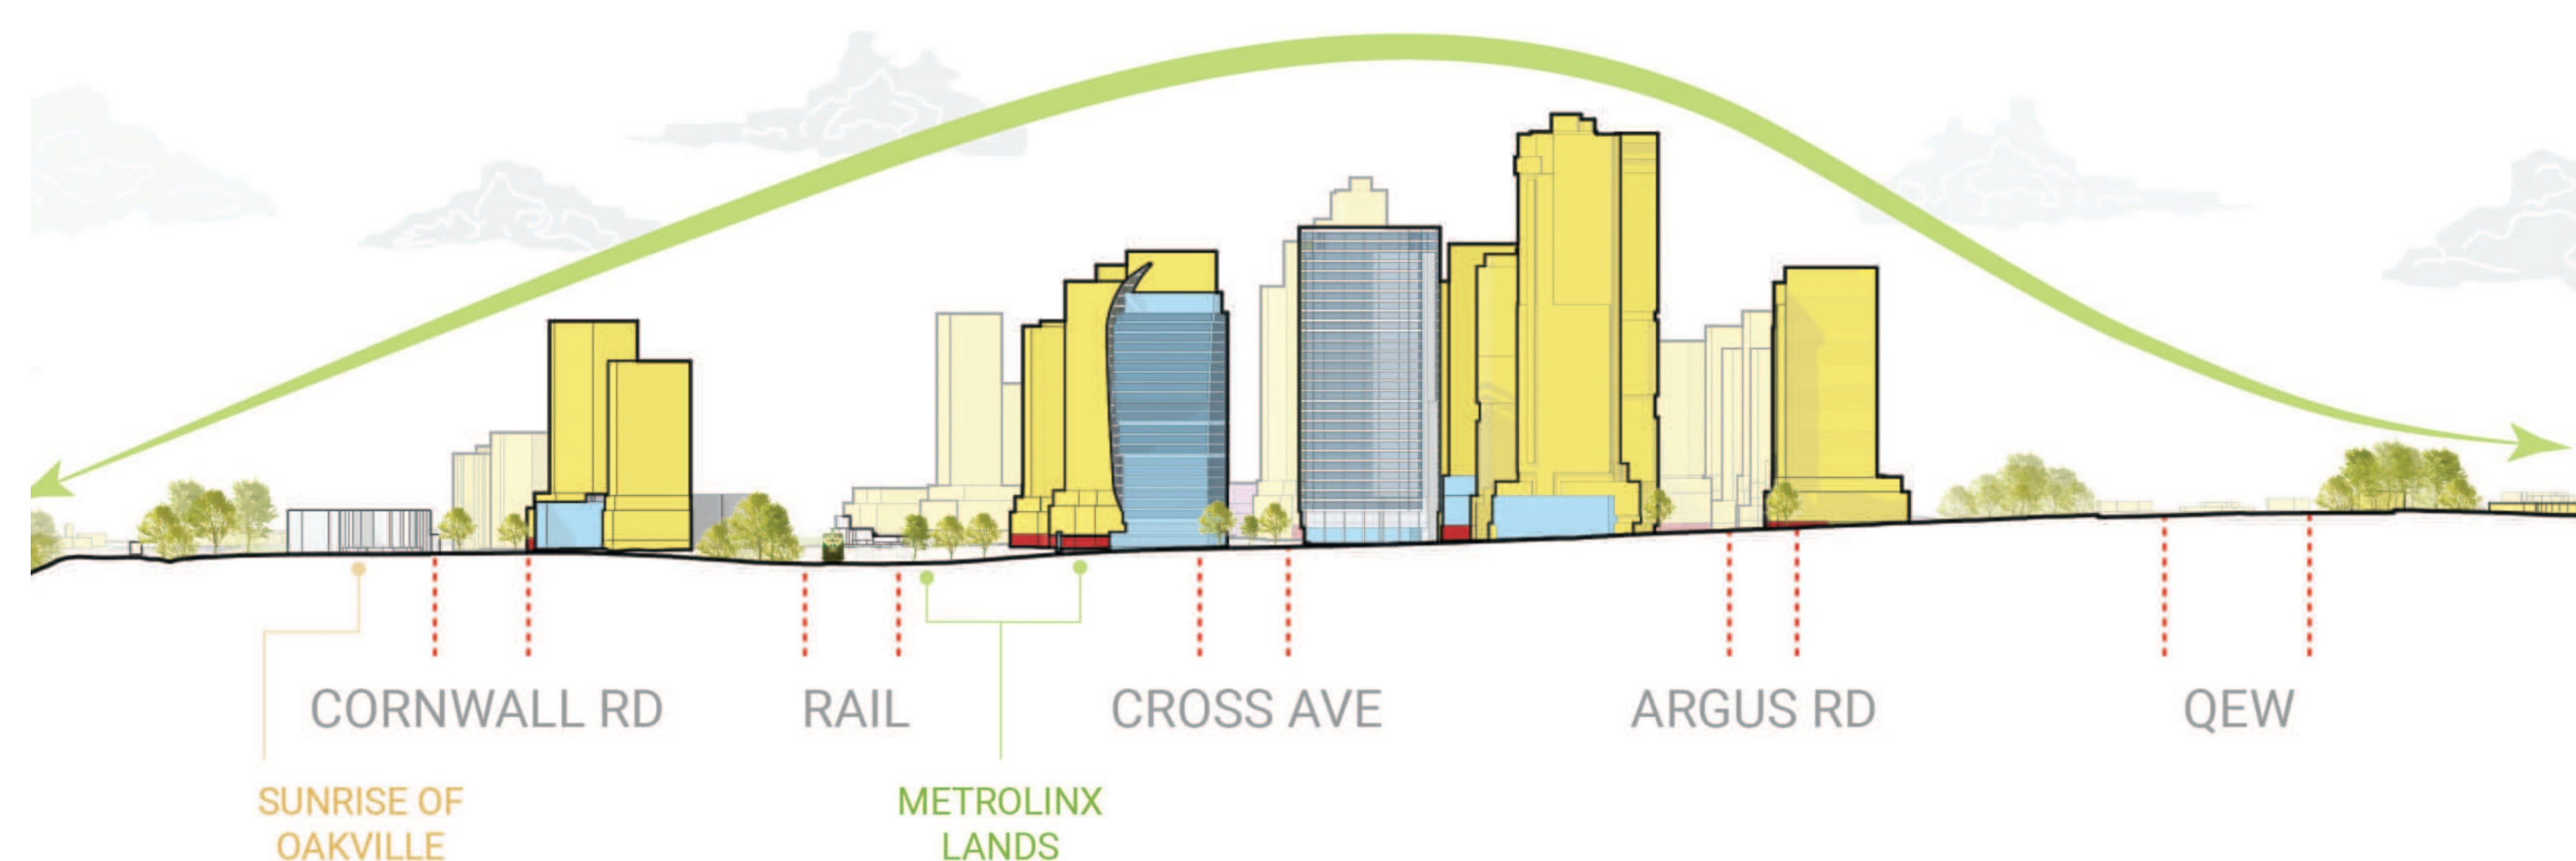 CORNWALL RD
RAIL
CROSS AVE
ARGUS RD
QEW
SUNRISE OF
OAKVILLE
METROLINX
LANDS